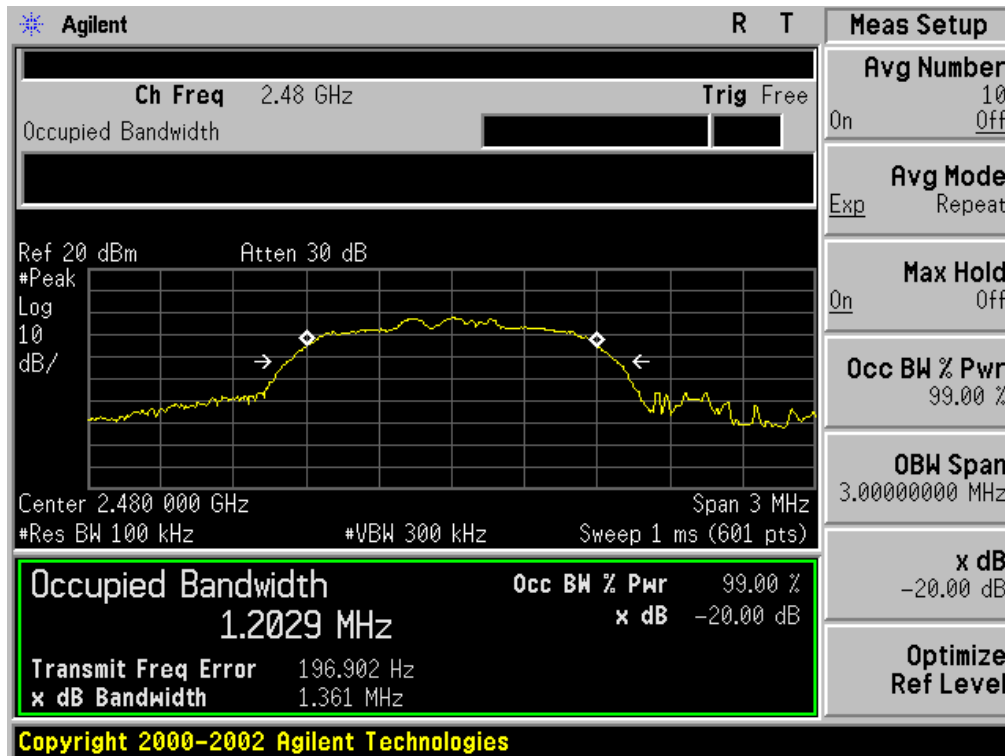 Agilent R T
Meas Setup
Ch Freq 2.48 GHz Trig Free
Occupied Bandwidth
Avg Number
10
On Off
Avg Mode
Exp Repeat
Max Hold
On Off
Occ BW % Pwr
99.00 %
OBW Span
3.00000000 MHz
x dB
-20.00 dB
Optimize
Ref Level
Ref 20 dBm Atten 30 dB
#Peak
Log
10
dB/
Center 2.480 000 GHz Span 3 MHz
#Res BW 100 kHz #VBW 300 kHz Sweep 1 ms (601 pts)
Occupied Bandwidth
1.2029 MHz
Occ BW % Pwr 99.00 %
x dB -20.00 dB
Transmit Freq Error 196.902 Hz
x dB Bandwidth 1.361 MHz
Copyright 2000-2002 Agilent Technologies